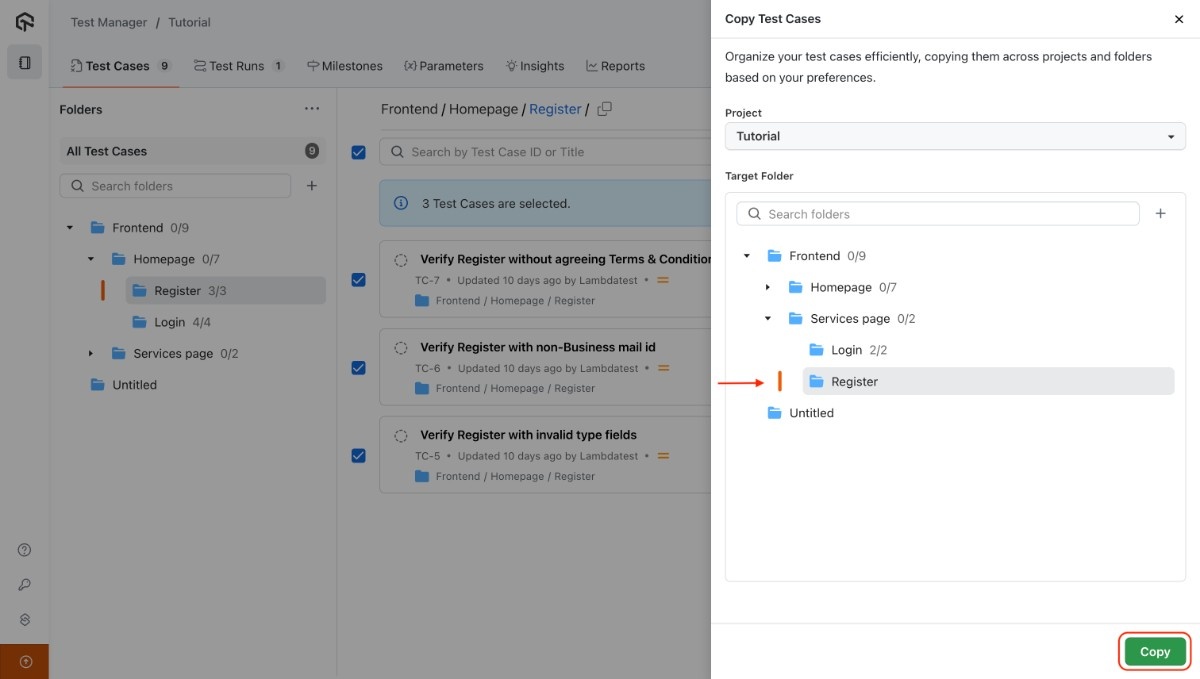 Test Manager / Tutorial
Test Cases 9 Test Runs 1 Milestones Parameters Insights Reports
Folders ...
All Test Cases 9
Search folders +
Frontend 0/9
Homepage 0/7
Register 3/3
Login 4/4
Services page 0/2
Untitled
Frontend / Homepage / Register /
Search by Test Case ID or Title
3 Test Cases are selected.
Verify Register without agreeing Terms & Condition
TC-7 • Updated 10 days ago by Lambdatest •
Frontend / Homepage / Register
Verify Register with non-Business mail id
TC-6 • Updated 10 days ago by Lambdatest •
Frontend / Homepage / Register
Verify Register with invalid type fields
TC-5 • Updated 10 days ago by Lambdatest •
Frontend / Homepage / Register
Copy Test Cases
Organize your test cases efficiently, copying them across projects and folders
based on your preferences.
Project
Tutorial
Target Folder
Search folders +
Frontend 0/9
Homepage 0/7
Services page 0/2
Login 2/2
Register
Untitled
Copy